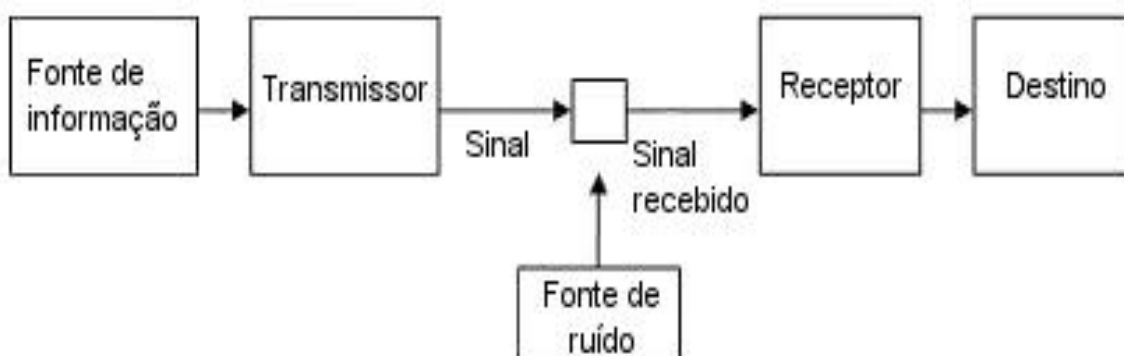 Fonte de
informação
Transmissor
Sinal
Sinal
recebido
Receptor
Destino
Fonte de
ruído